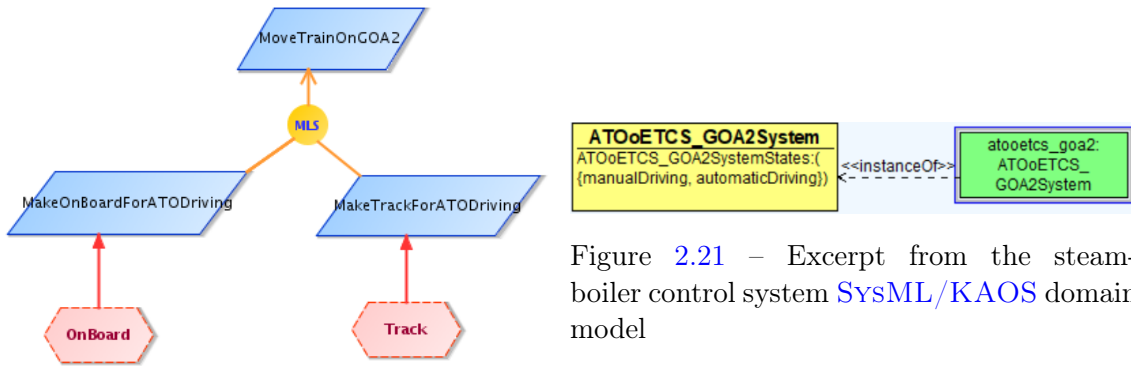 MoveTrainOnGOA2
MLS
MakeOnBoardForATODriving
MakeTrackForATODriving
OnBoard
Track
ATOoETCS_GOA2System
ATOoETCS_GOA2SystemStates:(
{manualDriving, automaticDriving})
<<instanceOf>>
atooetcs_goa2:
ATOoETCS_
GOA2System
Figure 2.21 – Excerpt from the steam-
boiler control system SysML/KAOS domain
model